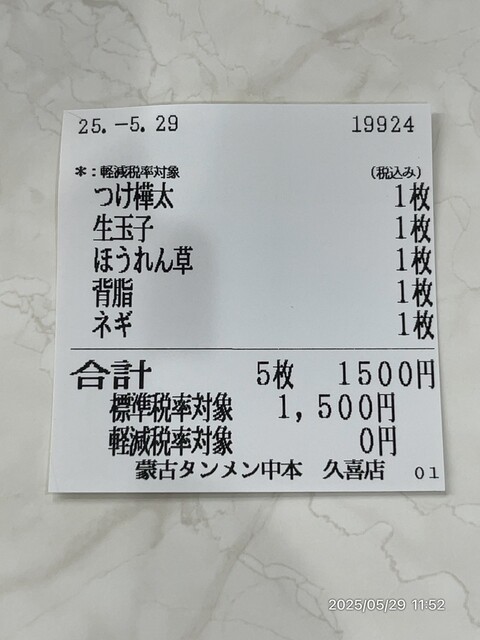 25.-5.29 19924
*：軽減税率対象 (税込み)
つけ樺太 1枚
生玉子 1枚
ほうれん草 1枚
背脂 1枚
ネギ 1枚
合計 5枚 1500円
標準税率対象 1,500円
軽減税率対象 0円
蒙古タンメン中本 久喜店 01
2025/05/29 11:52